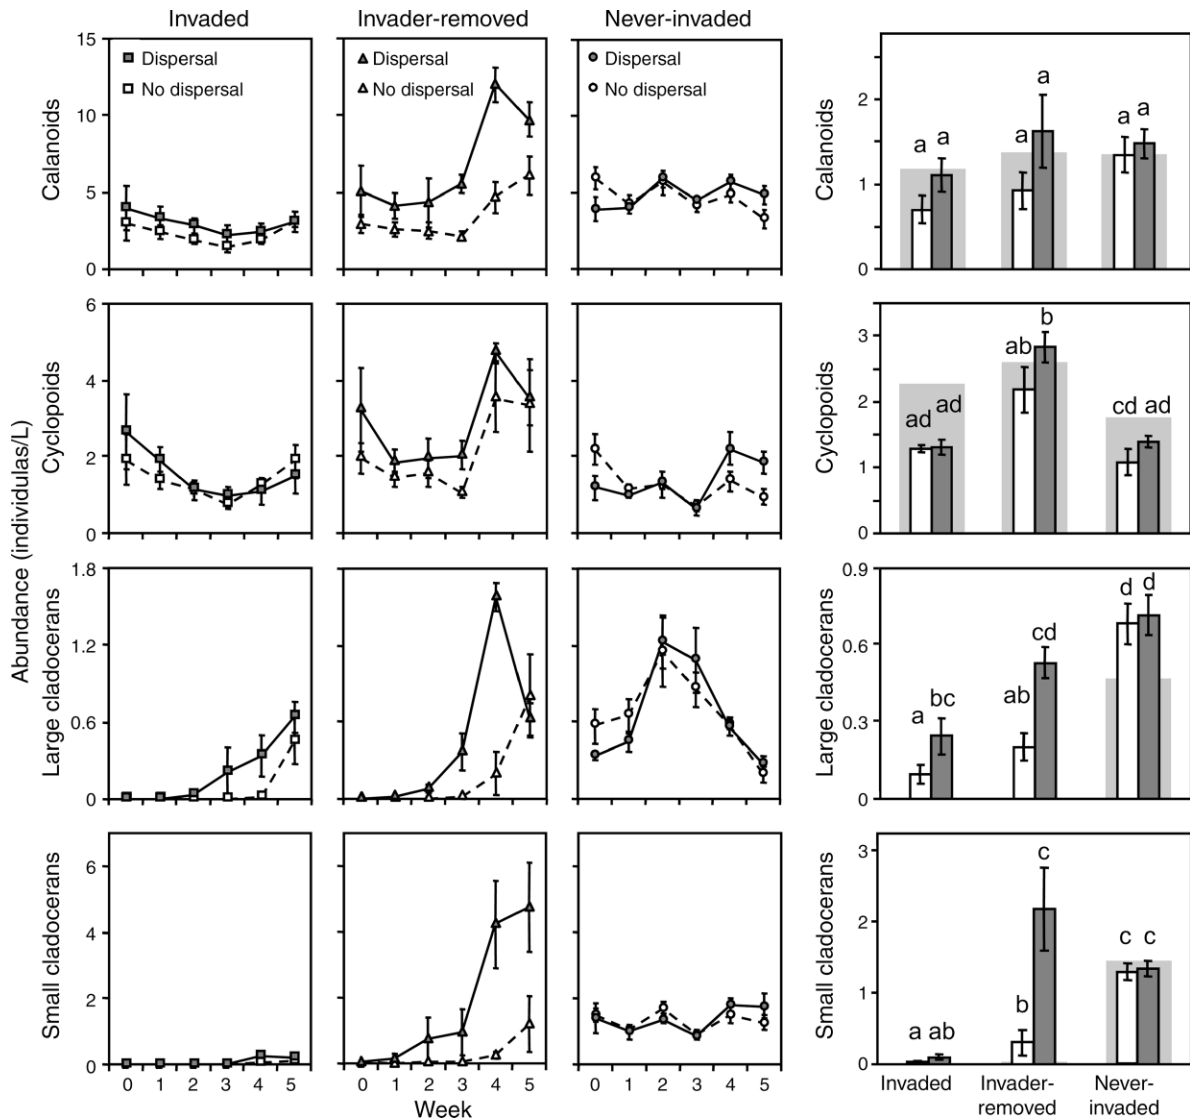 Invaded
Invader-removed
Never-invaded
Abundance (individulas/L)
Calanoids
15
10
5
0
Dispersal
No dispersal
Dispersal
No dispersal
Dispersal
No dispersal
Calanoids
2
1
0
a a
a a
a a
Cyclopoids
6
4
2
0
Cyclopoids
3
2
1
0
ad ad
ab b
cd ad
Large cladocerans
1.8
1.2
0.6
0
Large cladocerans
0.9
0.6
0.3
0
a bc
ab cd
d d
Small cladocerans
6
4
2
0
0 1 2 3 4 5
0 1 2 3 4 5
0 1 2 3 4 5
Week
Small cladocerans
3
2
1
0
a ab
b c
c c
Invaded
Invader-
removed
Never-
invaded